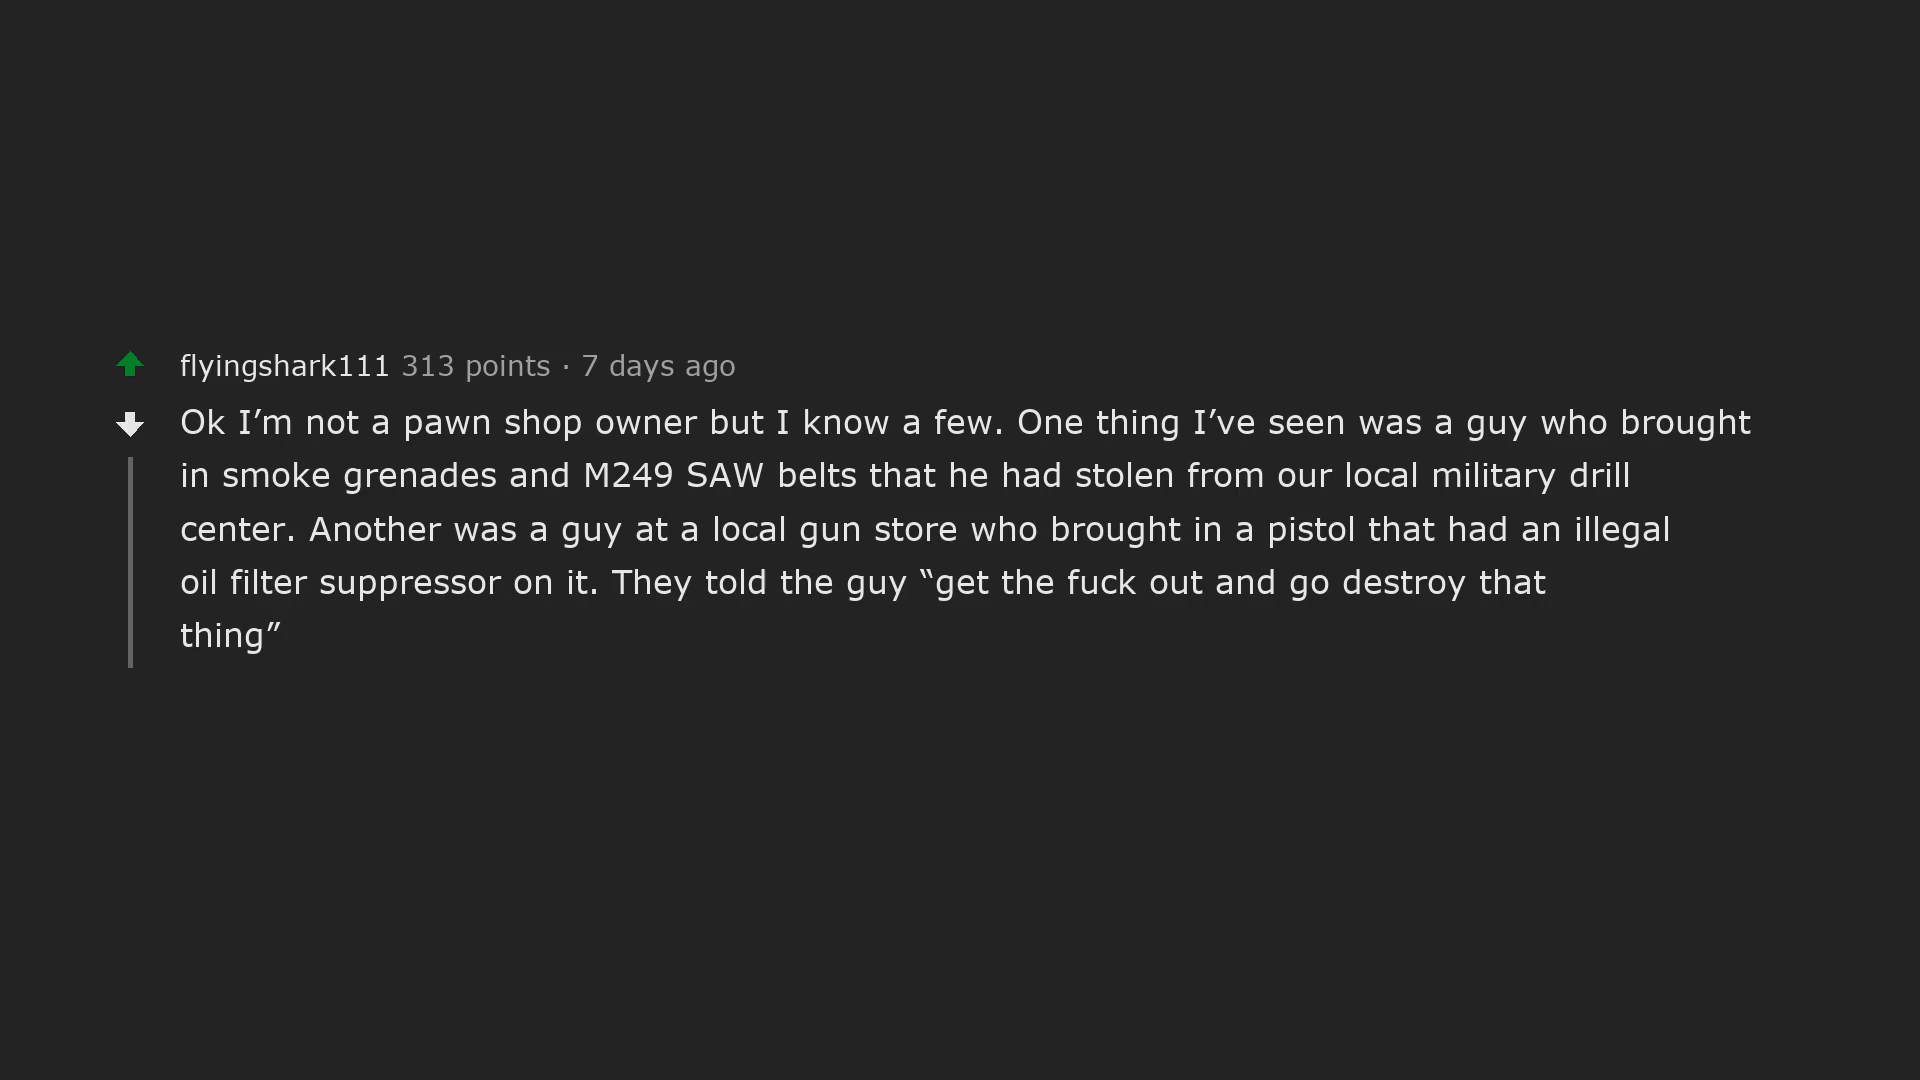 flyingshark111 313 points · 7 days ago
Ok I’m not a pawn shop owner but I know a few. One thing I’ve seen was a guy who brought
in smoke grenades and M249 SAW belts that he had stolen from our local military drill
center. Another was a guy at a local gun store who brought in a pistol that had an illegal
oil filter suppressor on it. They told the guy “get the fuck out and go destroy that
thing”